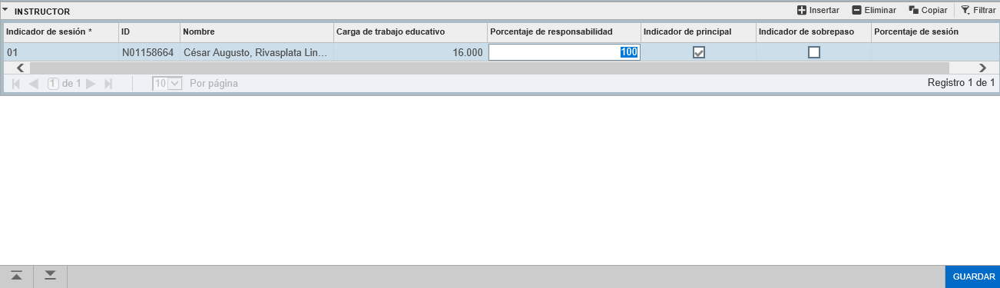 INSTRUCTOR Insertar Eliminar Copiar Filtrar
Indicador de sesión * ID Nombre Carga de trabajo educativo Porcentaje de responsabilidad Indicador de principal Indicador de sobrepaso Porcentaje de sesión
01 N01158664 César Augusto, Rivasplata Lin... 16.000 100
1 de 1 10 Por página Registro 1 de 1
GUARDAR